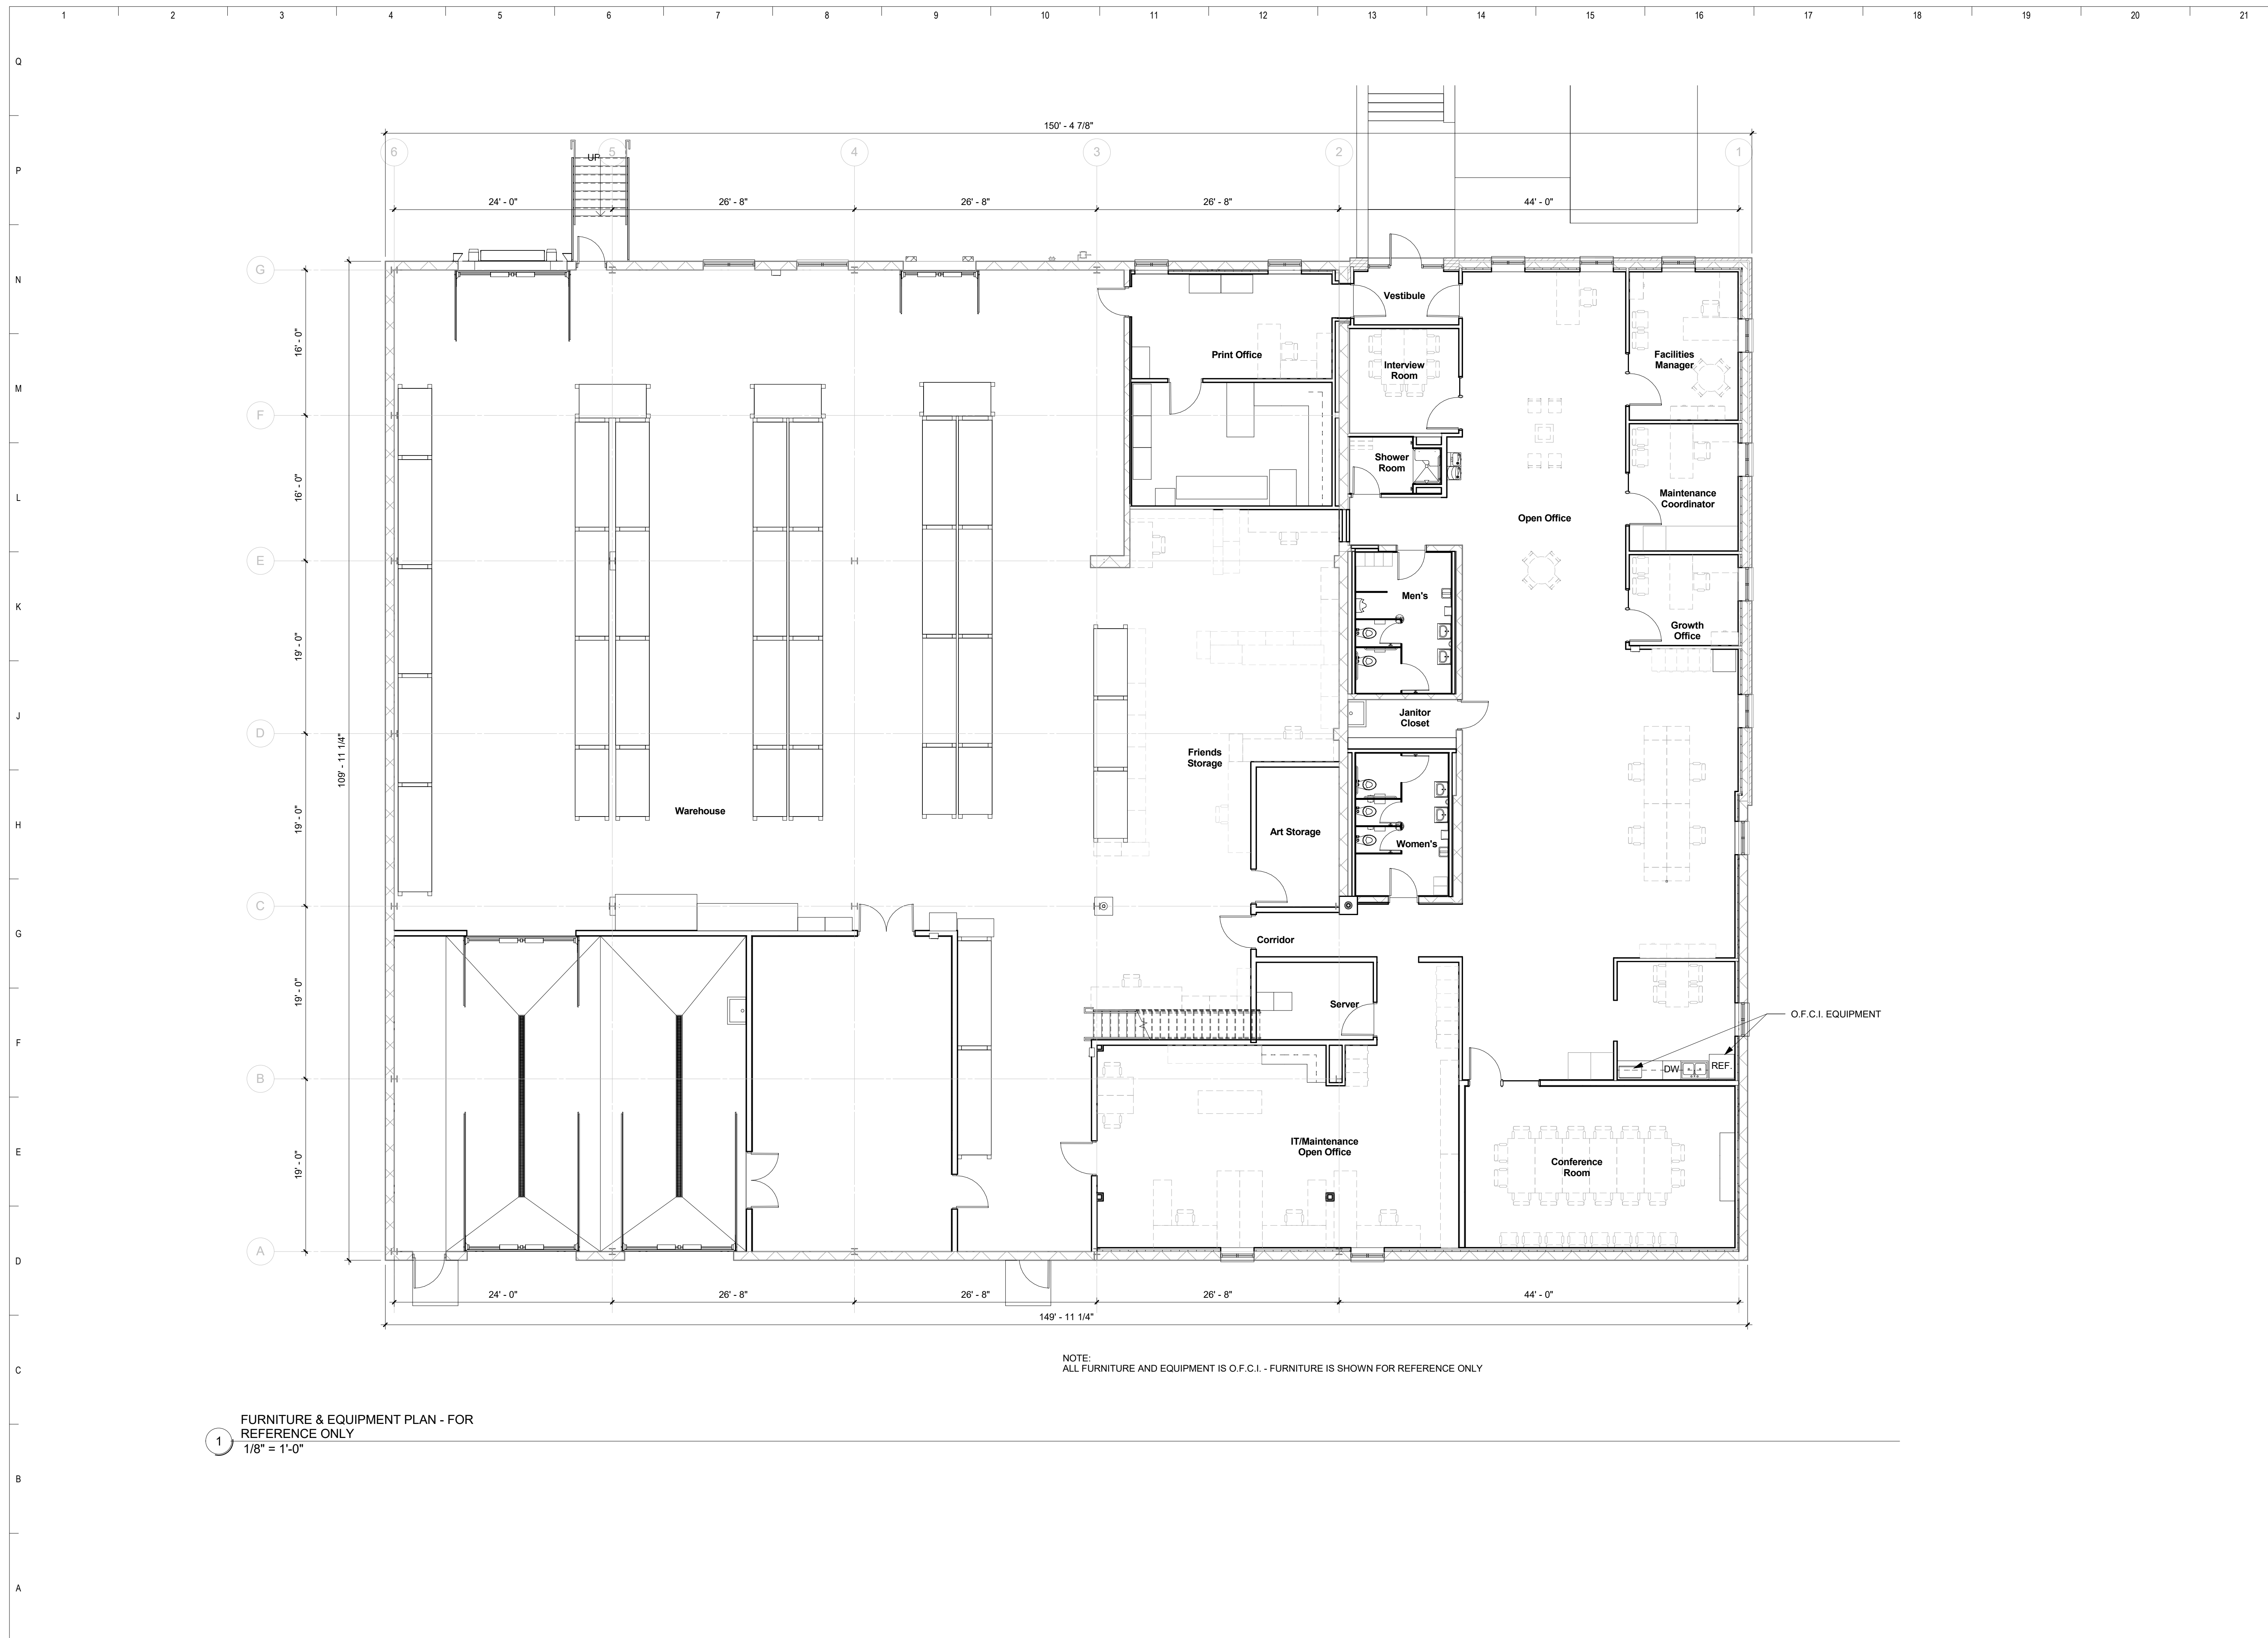 1 2 3 4 5 6 7 8 9 10 11 12 13 14 15 16 17 18 19 20 21
Q
P
N
M
L
K
J
H
G
F
E
D
C
B
A
150' - 4 7/8"
6 5 4 3 2 1
UP
24' - 0" 26' - 8" 26' - 8" 26' - 8" 44' - 0"
G
F
E
D
C
B
A
16' - 0"
16' - 0"
19' - 0"
19' - 0"
19' - 0"
19' - 0"
109' - 11 1/4"
Vestibule
Print Office
Interview
Room
Facilities
Manager
Shower
Room
Maintenance
Coordinator
Open Office
Men's
Growth
Office
Janitor
Closet
Friends
Storage
Warehouse
Art Storage
Women's
Corridor
Server
O.F.C.I. EQUIPMENT
DW
REF.
IT/Maintenance
Open Office
Conference
Room
24' - 0" 26' - 8" 26' - 8" 26' - 8" 44' - 0"
149' - 11 1/4"
NOTE:
ALL FURNITURE AND EQUIPMENT IS O.F.C.I. - FURNITURE IS SHOWN FOR REFERENCE ONLY
1
FURNITURE & EQUIPMENT PLAN - FOR
REFERENCE ONLY
1/8" = 1'-0"